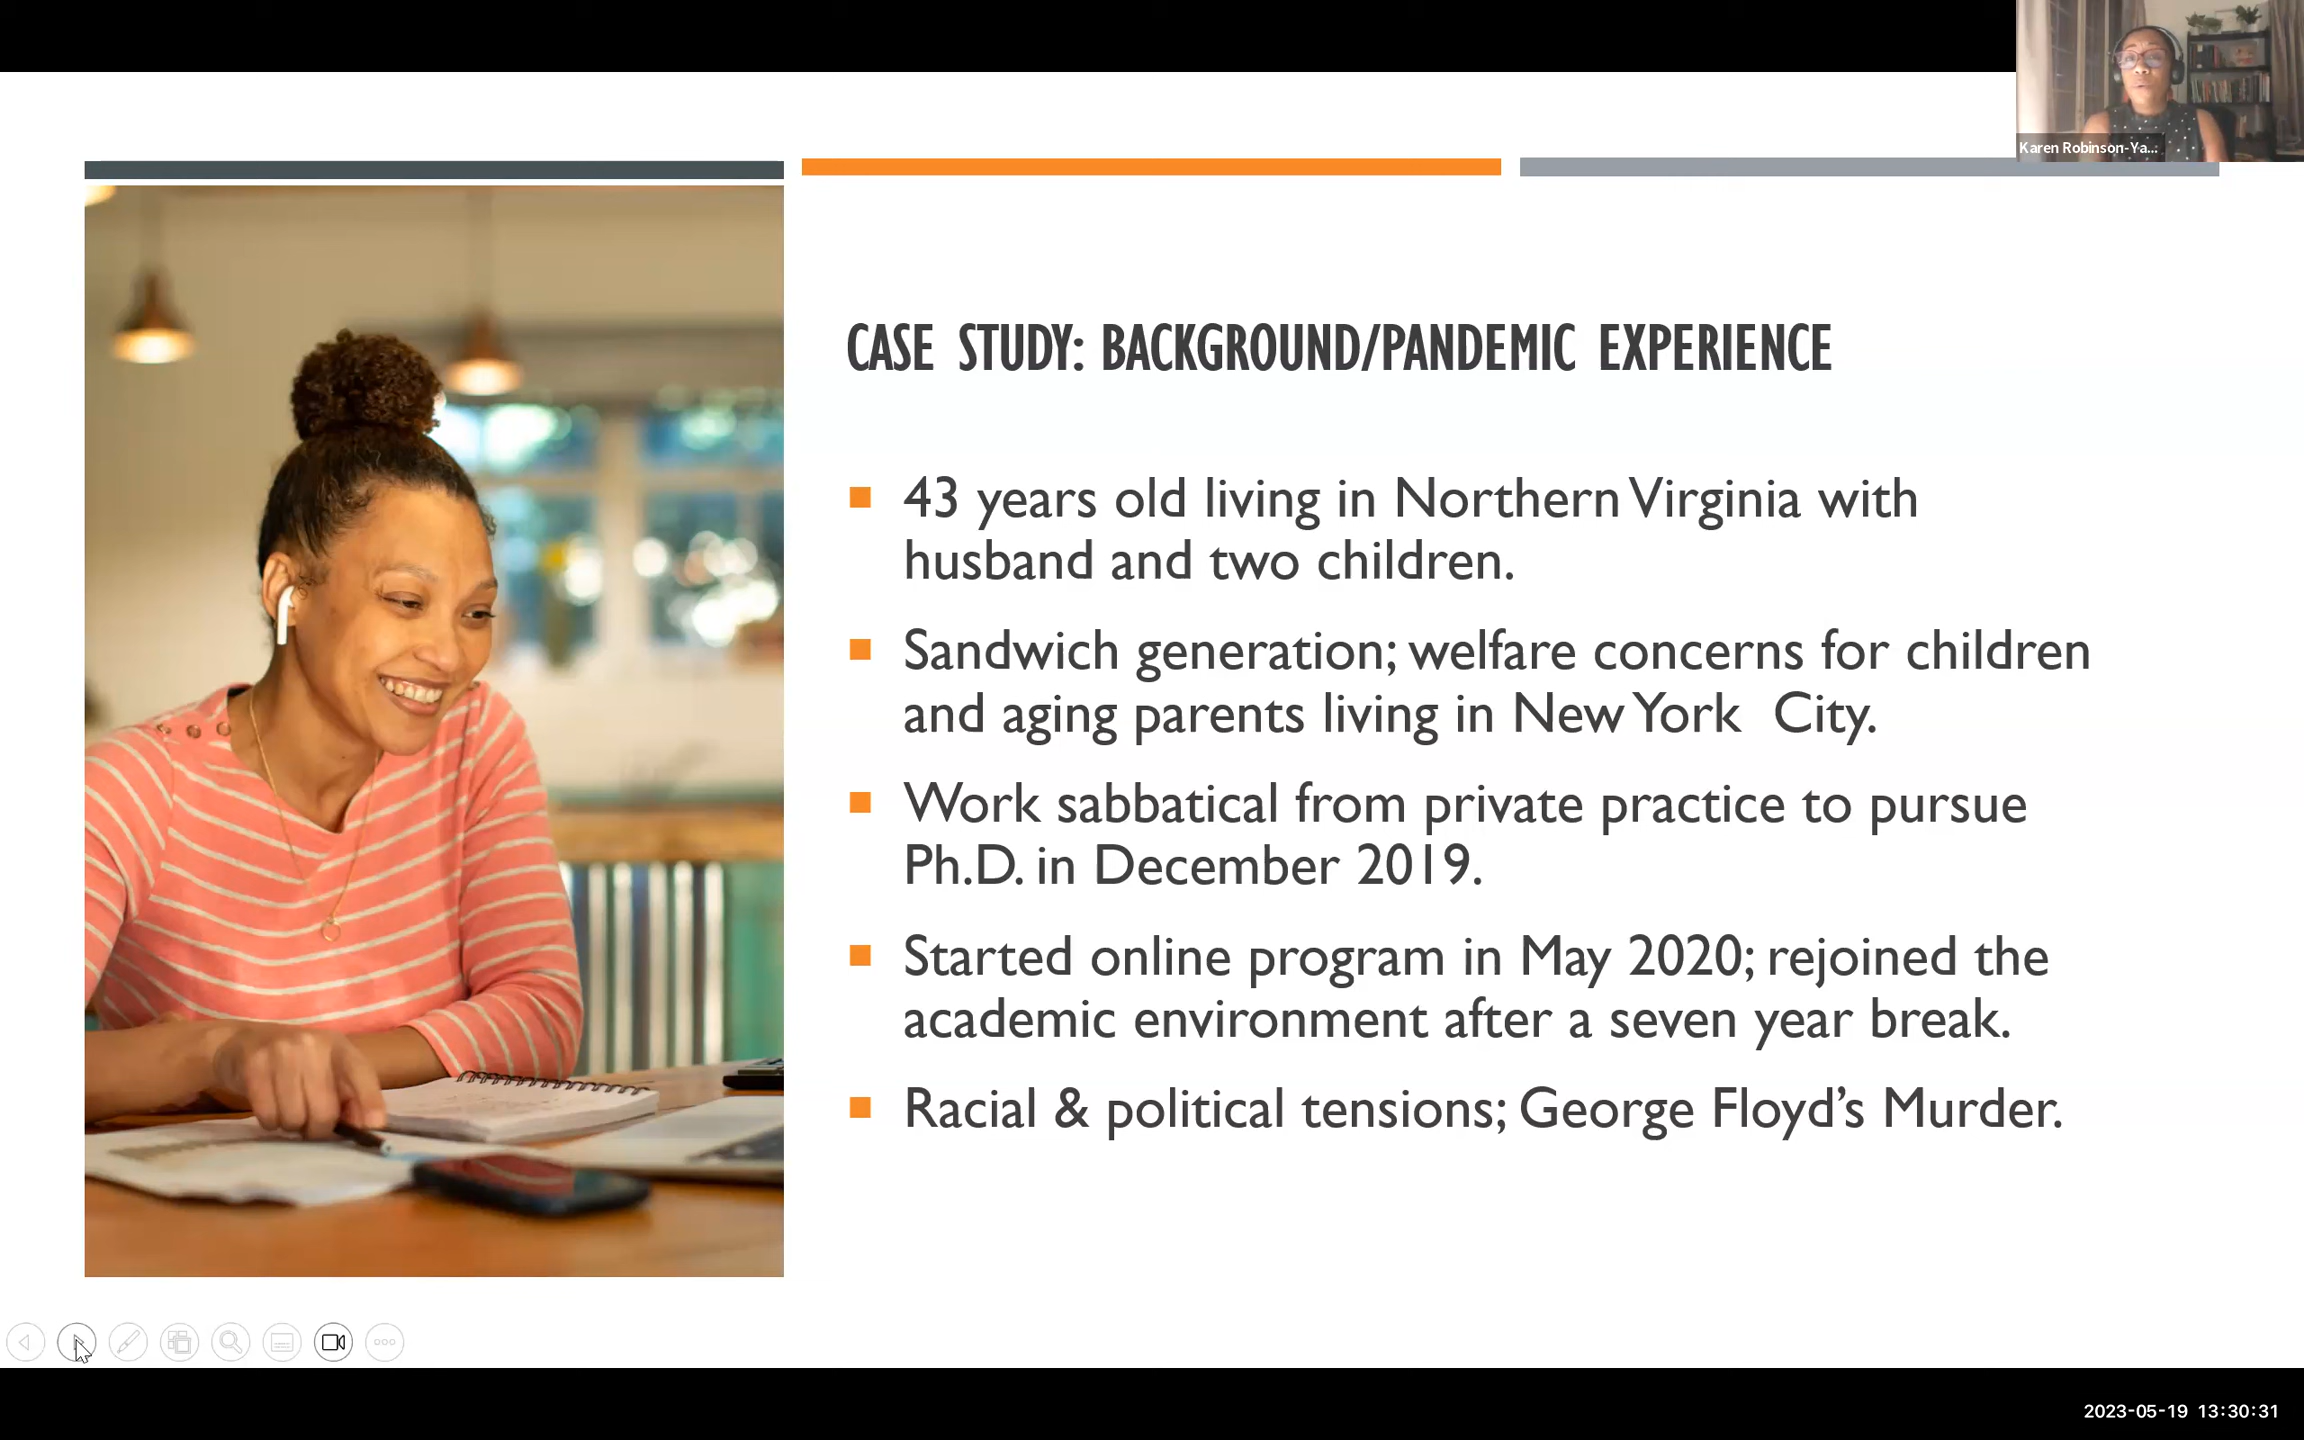 Karen Robinson-Ya...
CASE STUDY: BACKGROUND/PANDEMIC EXPERIENCE
43 years old living in Northern Virginia with
husband and two children.
Sandwich generation; welfare concerns for children
and aging parents living in New York City.
Work sabbatical from private practice to pursue
Ph.D. in December 2019.
Started online program in May 2020; rejoined the
academic environment after a seven year break.
Racial & political tensions; George Floyd's Murder.
2023-05-19 13:30:31